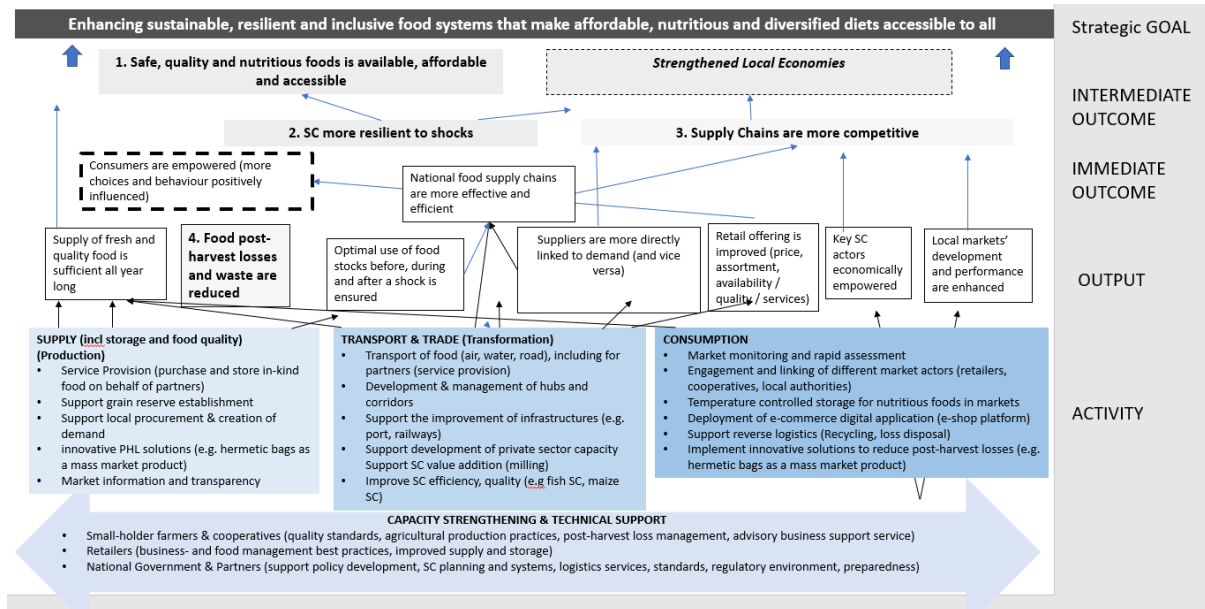 Enhancing sustainable, resilient and inclusive food systems that make affordable, nutritious and diversified diets accessible to all
Strategic GOAL
1. Safe, quality and nutritious foods is available, affordable
and accessible
Strengthened Local Economies
INTERMEDIATE
OUTCOME
2. SC more resilient to shocks
3. Supply Chains are more competitive
IMMEDIATE
OUTCOME
Consumers are empowered (more
choices and behaviour positively
influenced)
National food supply chains
are more effective and
efficient
Supply of fresh and
quality food is
sufficient all year
long
4. Food post-
harvest losses
and waste are
reduced
Optimal use of food
stocks before, during
and after a shock is
ensured
Suppliers are more directly
linked to demand (and vice
versa)
Retail offering is
improved (price,
assortment,
availability /
quality / services)
Key SC
actors
economically
empowered
Local markets’
development
and performance
are enhanced
OUTPUT
SUPPLY (incl storage and food quality)
(Production)
• Service Provision (purchase and store in-kind
food on behalf of partners)
• Support grain reserve establishment
• Support local procurement & creation of
demand
• innovative PHL solutions (e.g. hermetic bags as
a mass market product)
• Market information and transparency
TRANSPORT & TRADE (Transformation)
• Transport of food (air, water, road), including for
partners (service provision)
• Development & management of hubs and
corridors
• Support the improvement of infrastructures (e.g.
port, railways)
• Support development of private sector capacity
Support SC value addition (milling)
• Improve SC efficiency, quality (e.g fish SC, maize
SC)
CONSUMPTION
• Market monitoring and rapid assessment
• Engagement and linking of different market actors (retailers,
cooperatives, local authorities)
• Temperature controlled storage for nutritious foods in markets
• Deployment of e-commerce digital application (e-shop platform)
• Support reverse logistics (Recycling, loss disposal)
• Implement innovative solutions to reduce post-harvest losses (e.g.
hermetic bags as a mass market product)
ACTIVITY
CAPACITY STRENGTHENING & TECHNICAL SUPPORT
• Small-holder farmers & cooperatives (quality standards, agricultural production practices, post-harvest loss management, advisory business support service)
• Retailers (business- and food management best practices, improved supply and storage)
• National Government & Partners (support policy development, SC planning and systems, logistics services, standards, regulatory environment, preparedness)